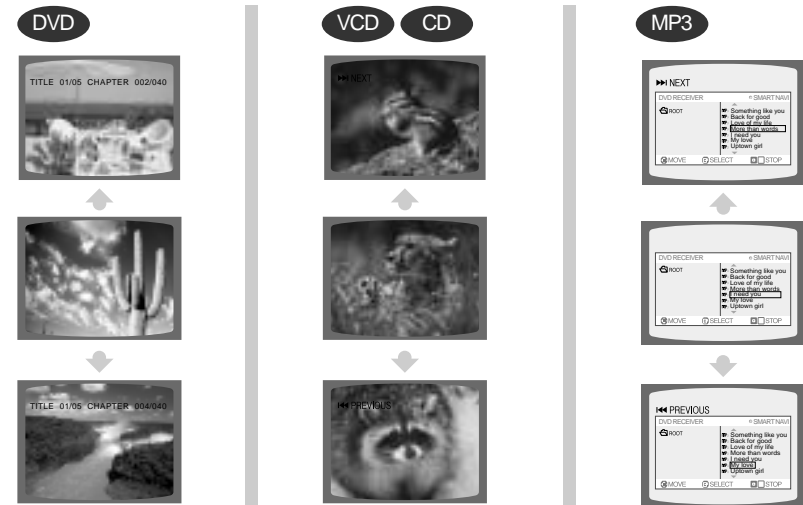 DVD
TITLE 01/05 CHAPTER 002/040
TITLE 01/05 CHAPTER 004/040
VCD CD
NEXT
PREVIOUS
MP3
NEXT
DVD RECEIVER SMART NAVI
ROOT
Something like you
Back for good
Love of my life
More than words
I need you
My love
Uptown girl
MOVE SELECT STOP
DVD RECEIVER SMART NAVI
ROOT
Something like you
Back for good
Love of my life
More than words
I need you
My love
Uptown girl
MOVE SELECT STOP
PREVIOUS
DVD RECEIVER SMART NAVI
ROOT
Something like you
Back for good
Love of my life
More than words
I need you
My love
Uptown girl
MOVE SELECT STOP